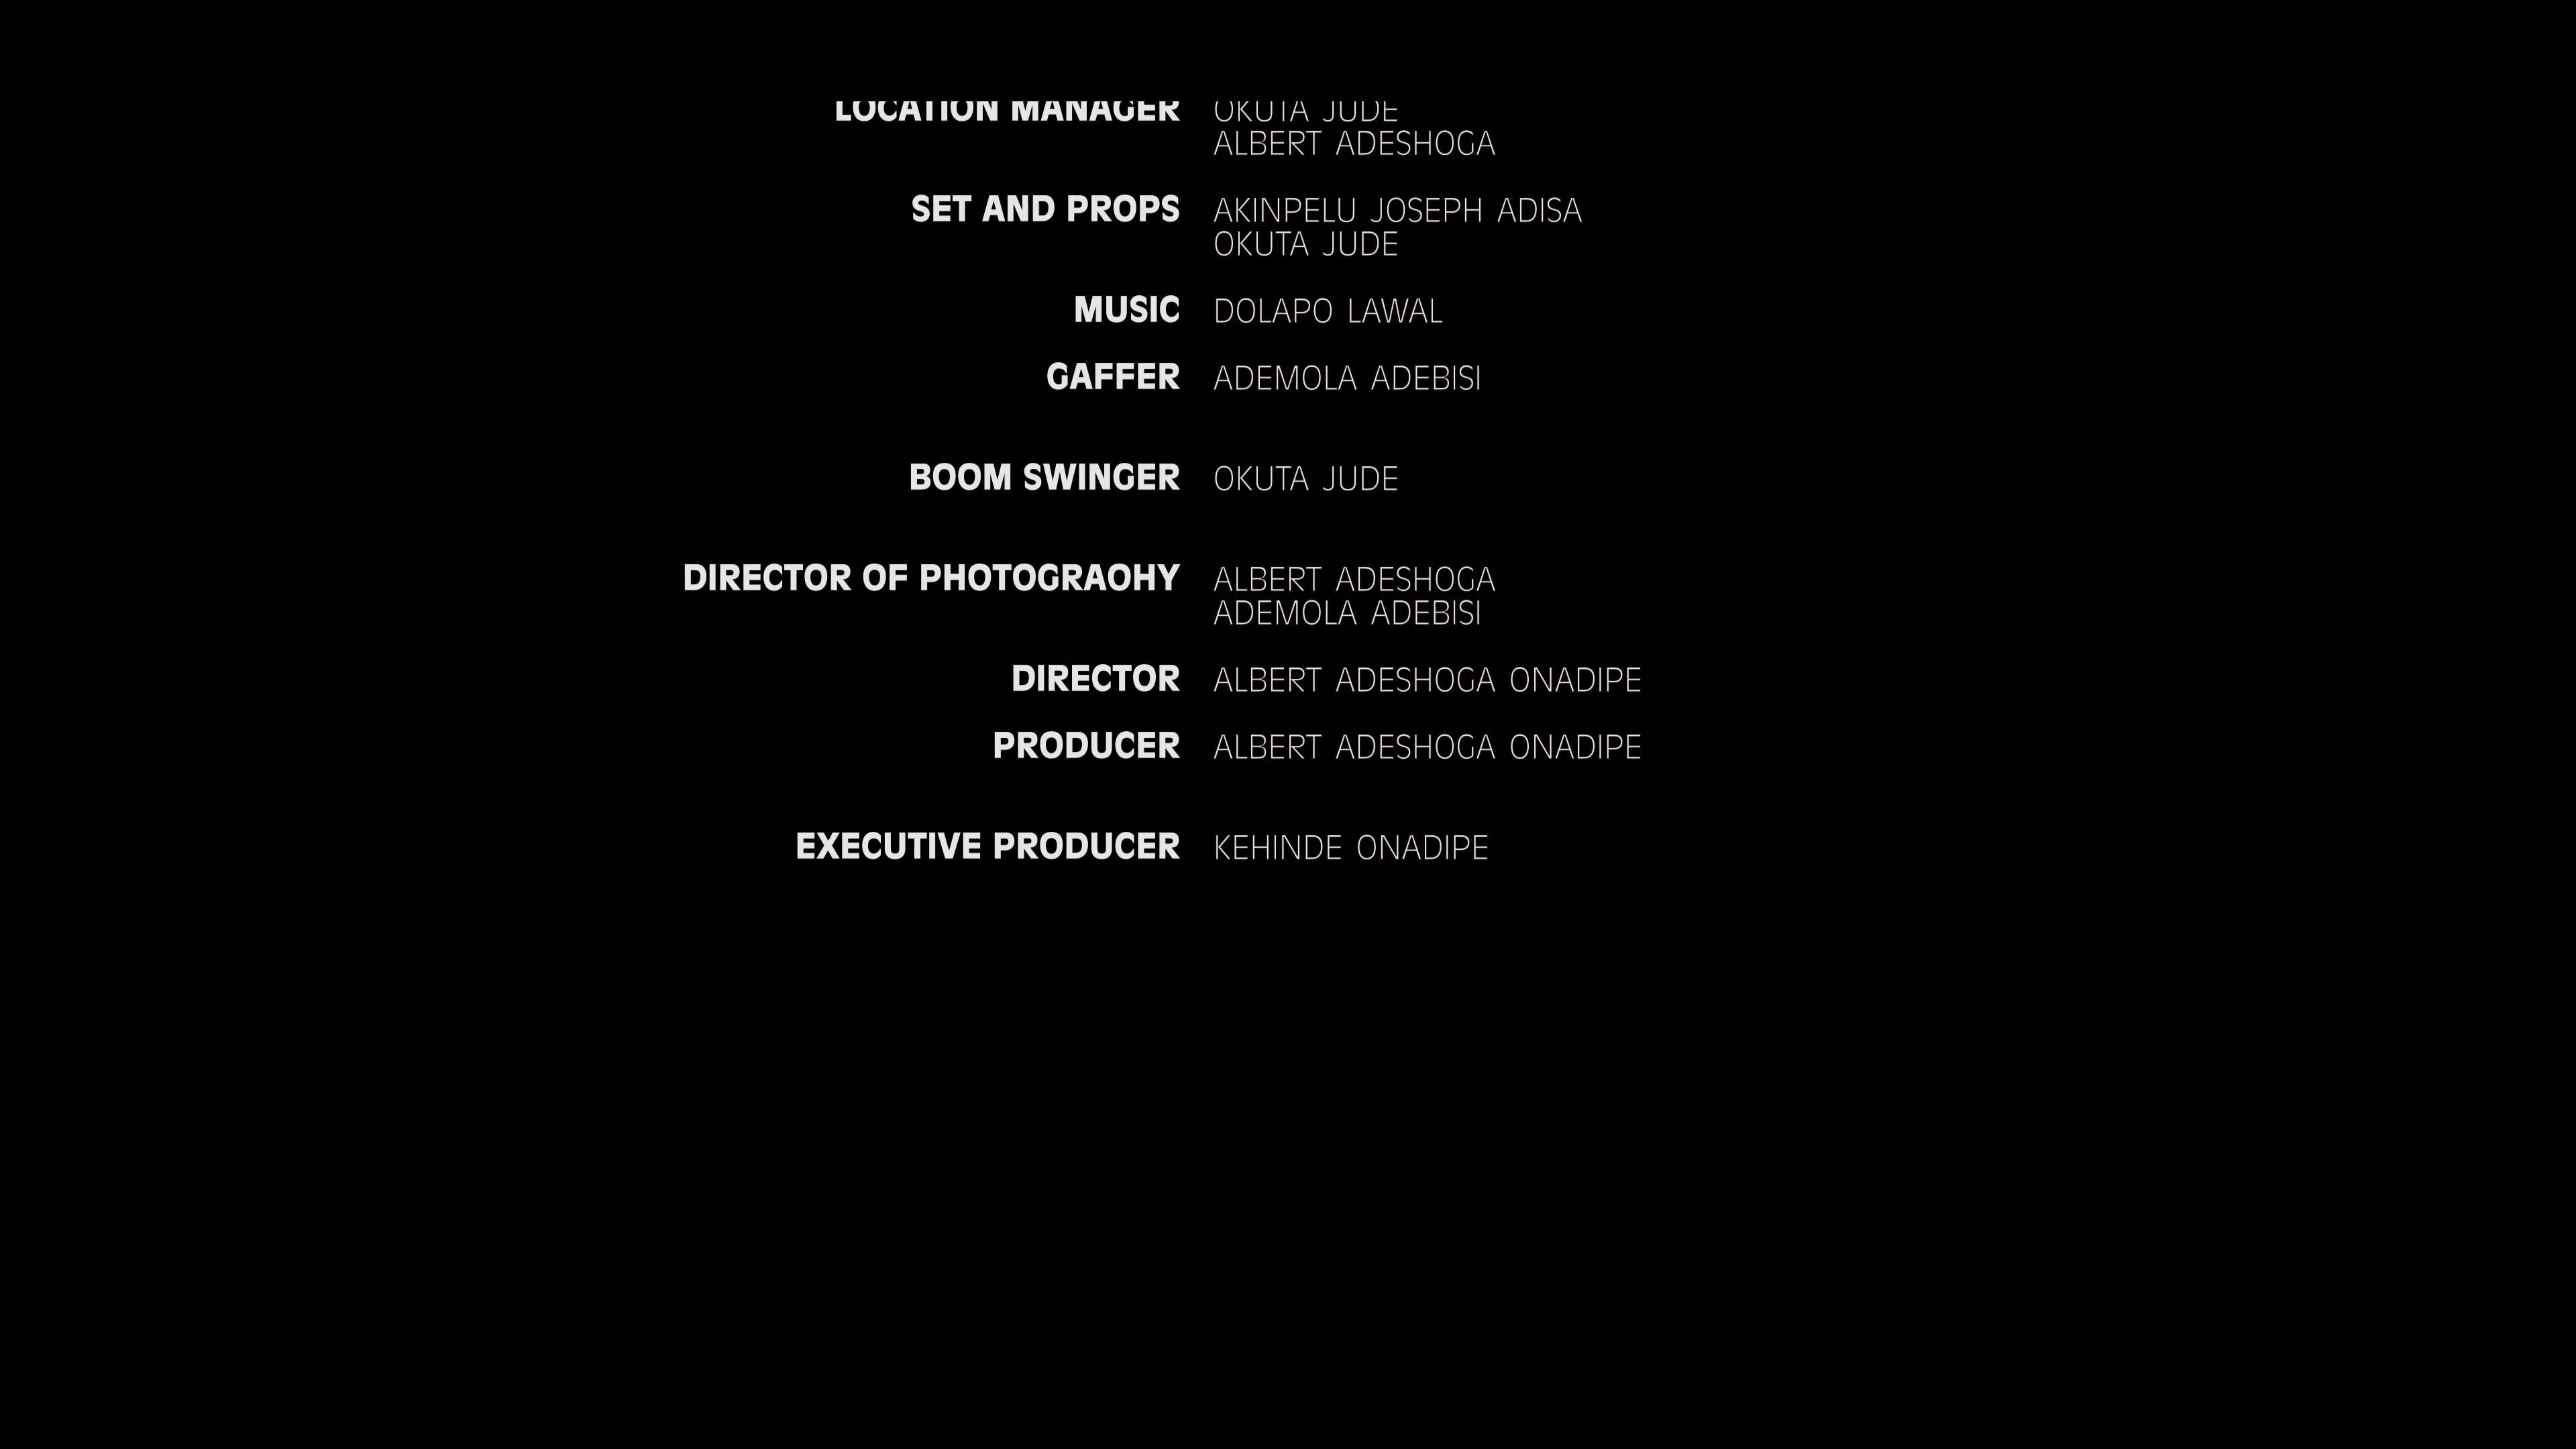 LOCATION MANAGER OKUTA JUDE
ALBERT ADESHOGA
SET AND PROPS AKINPELU JOSEPH ADISA
OKUTA JUDE
MUSIC DOLAPO LAWAL
GAFFER ADEMOLA ADEBISI
BOOM SWINGER OKUTA JUDE
DIRECTOR OF PHOTOGRAOHY ALBERT ADESHOGA
ADEMOLA ADEBISI
DIRECTOR ALBERT ADESHOGA ONADIPE
PRODUCER ALBERT ADESHOGA ONADIPE
EXECUTIVE PRODUCER KEHINDE ONADIPE